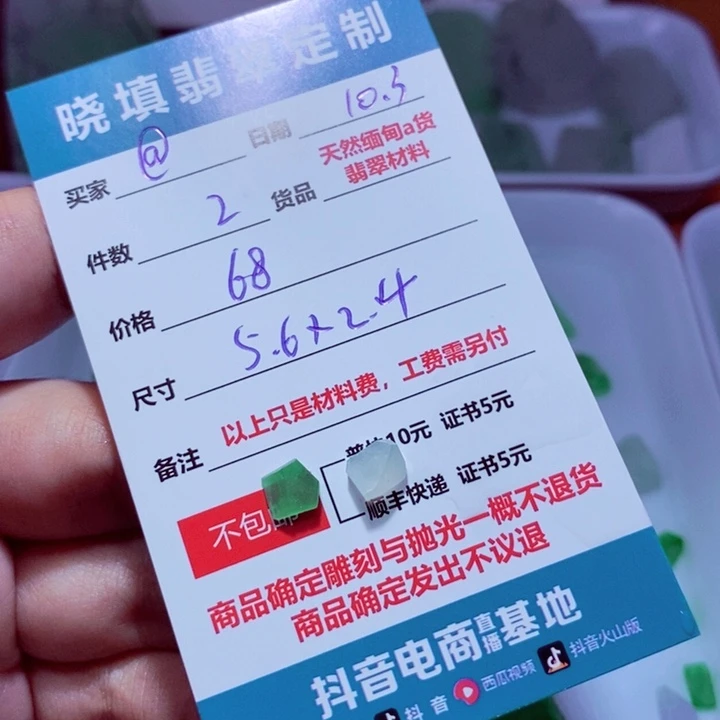 晓填翡翠定制
买家 @ 日期 10.3
件数 2 货品 天然缅甸a货
翡翠材料
价格 68
尺寸 5.6x2.4
备注 以上只是材料费，工费需另付
10元 证书5元
不包
顺丰快递 证书5元
商品确定雕刻与抛光一概不退货
商品确定发出不议退
抖音电商直播基地
抖音 西瓜视频 抖音火山版